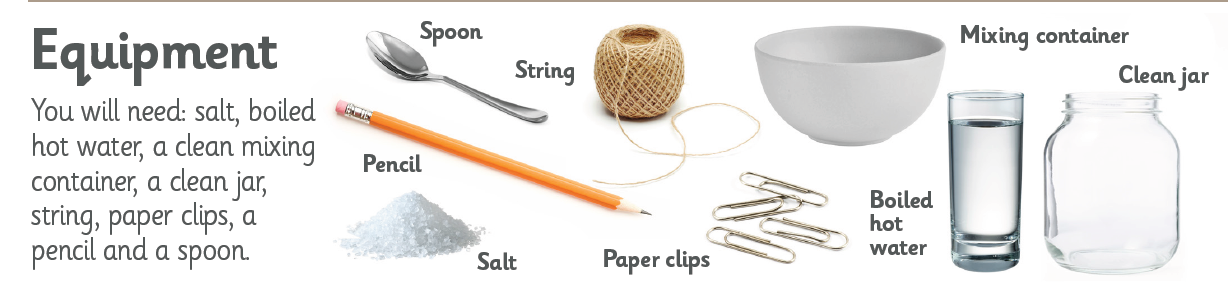 Equipment
You will need: salt, boiled
hot water, a clean mixing
container, a clean jar,
string, paper clips, a
pencil and a spoon.
Spoon
String
Mixing container
Clean jar
Pencil
Salt
Paper clips
Boiled
hot
water